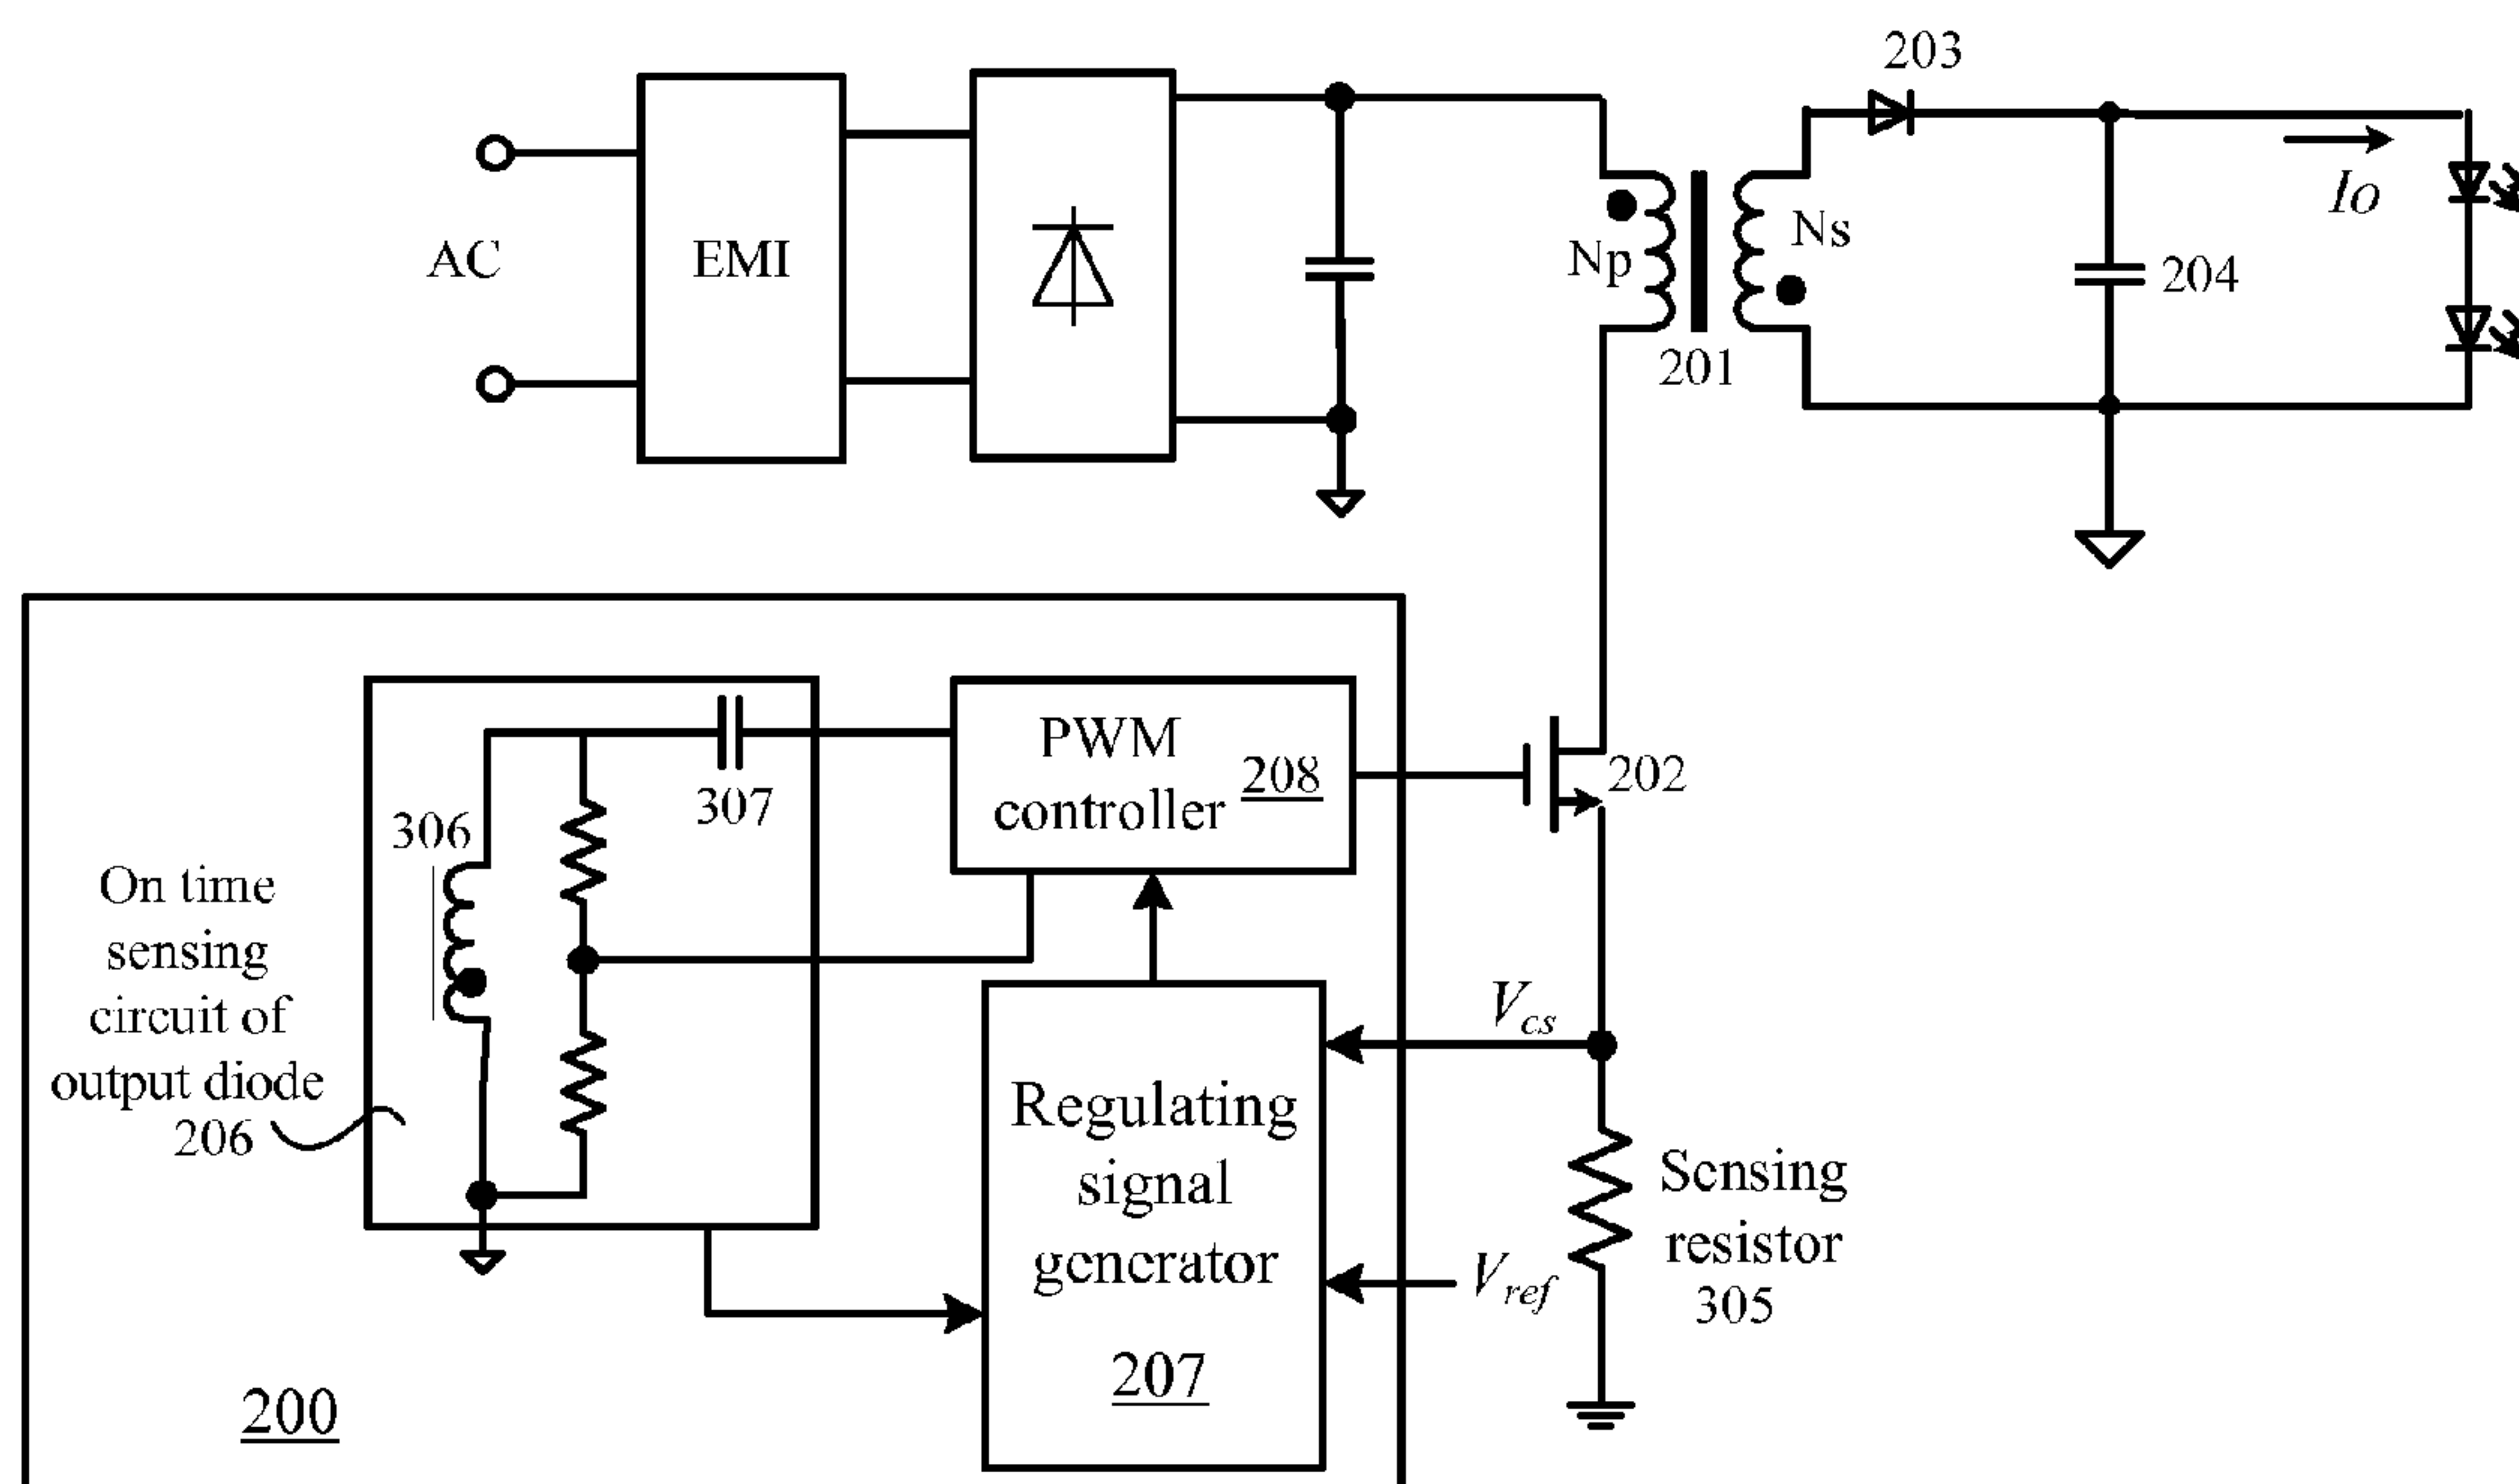 203
Io
AC
EMI
Np
Ns
204
201
PWM
controller
208
202
307
306
On time
sensing
circuit of
output diode
206
Vcs
Regulating
signal
generator
207
Vref
Sensing
resistor
305
200